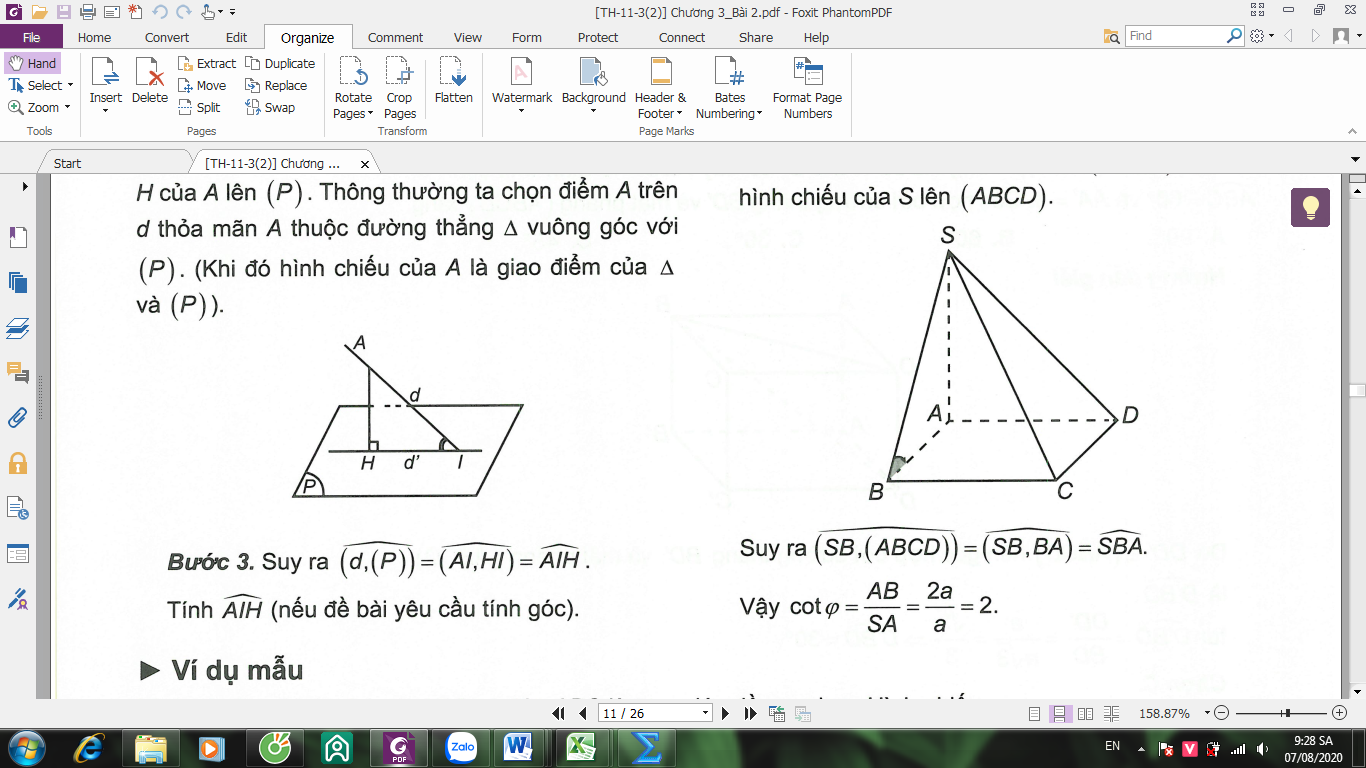 [TH-11-3(2)] Chương 3_Bài 2.pdf - Foxit PhantomPDF
File Home Convert Edit Organize Comment View Form Protect Connect Share Help
Find
Hand
Select
Zoom
Tools
Insert
Delete
Extract
Move
Split
Duplicate
Replace
Swap
Pages
Rotate Pages
Crop Pages
Flatten
Transform
Watermark
Background
Header & Footer
Bates Numbering
Format Page Numbers
Page Marks
Start
[TH-11-3(2)] Chương ...
H của A lên (P). Thông thường ta chọn điểm A trên
d thỏa mãn A thuộc đường thẳng Δ vuông góc với
(P). (Khi đó hình chiếu của A là giao điểm của Δ
và (P)).
A
d
H d' I
P
Bước 3. Suy ra (d,(P)) = (AI,HI) = AIH.
Tính AIH (nếu đề bài yêu cầu tính góc).
► Ví dụ mẫu
hình chiếu của S lên (ABCD).
S
A
D
B
C
Suy ra (SB,(ABCD)) = (SB,BA) = SBA.
Vậy cot φ = AB/SA = 2a/a = 2.
11 / 26
158.87%
PDF
Zalo
EN
9:28 SA
07/08/2020